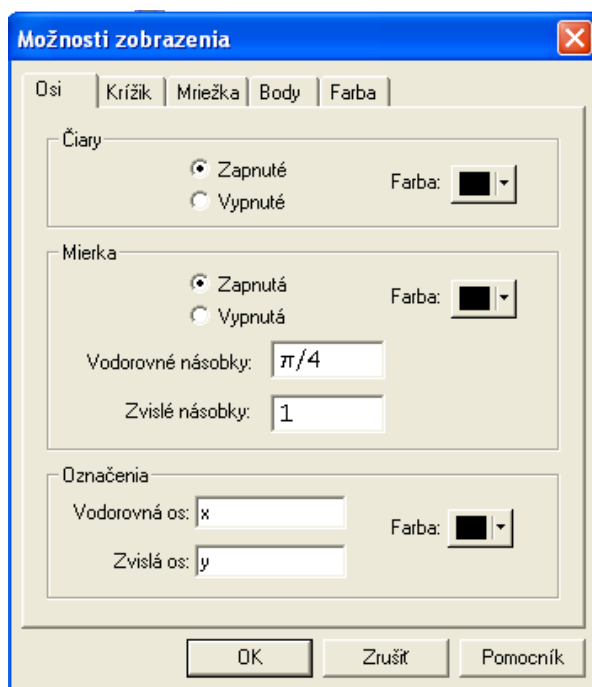 Možnosti zobrazenia
Osi Krížik Mriežka Body Farba
Čiary
Zapnuté
Vypnuté
Farba:
Mierka
Zapnutá
Vypnutá
Farba:
Vodorovné násobky: π/4
Zvislé násobky: 1
Označenia
Vodorovná os: x
Zvislá os: y
Farba:
OK Zrušiť Pomocník